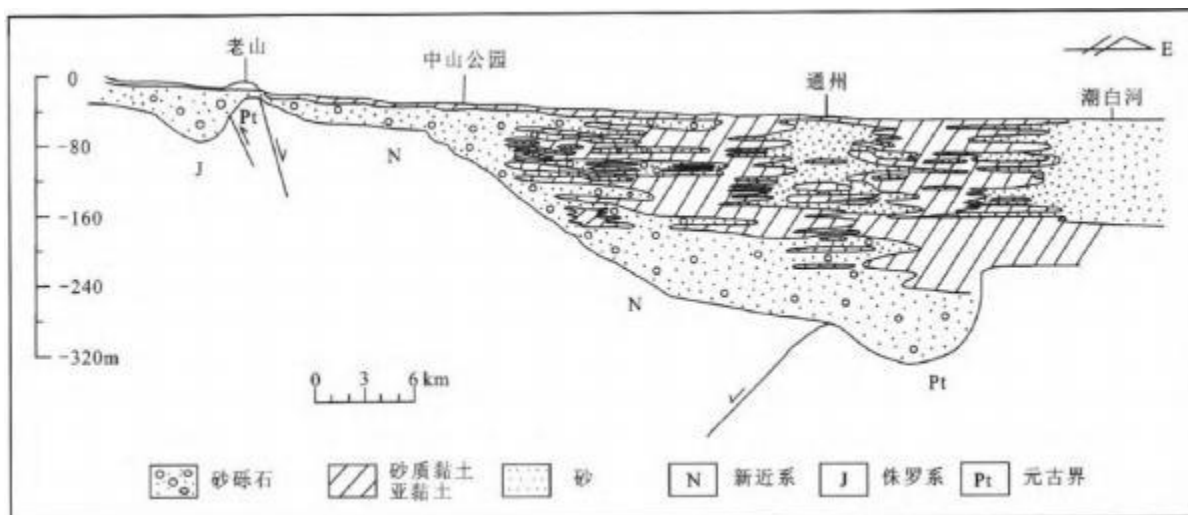 老山
中山公园
通州
潮白河
E
0
-80
-160
-240
-320m
Pt
J
N
N
Pt
0 3 6 km
砂砾石
砂质黏土
亚黏土
砂
N 新近系
J 侏罗系
Pt 元古界